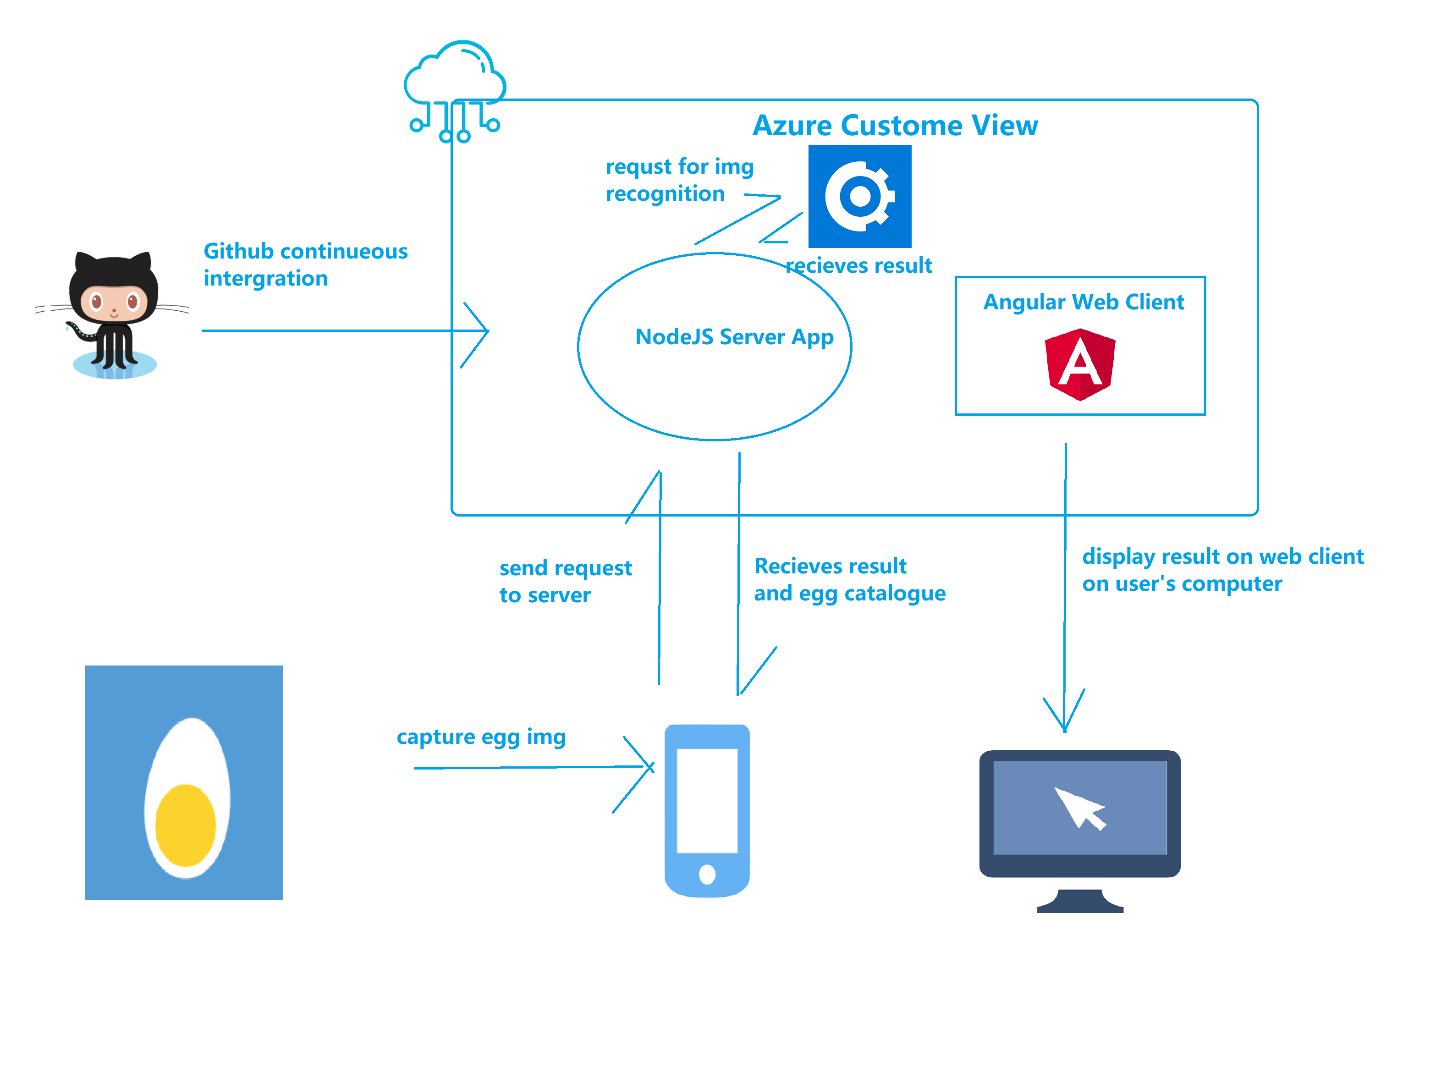 Azure Custome View
requst for img
recognition
recieves result
Github continueous
intergration
NodeJS Server App
Angular Web Client
send request
to server
Recieves result
and egg catalogue
display result on web client
on user's computer
capture egg img